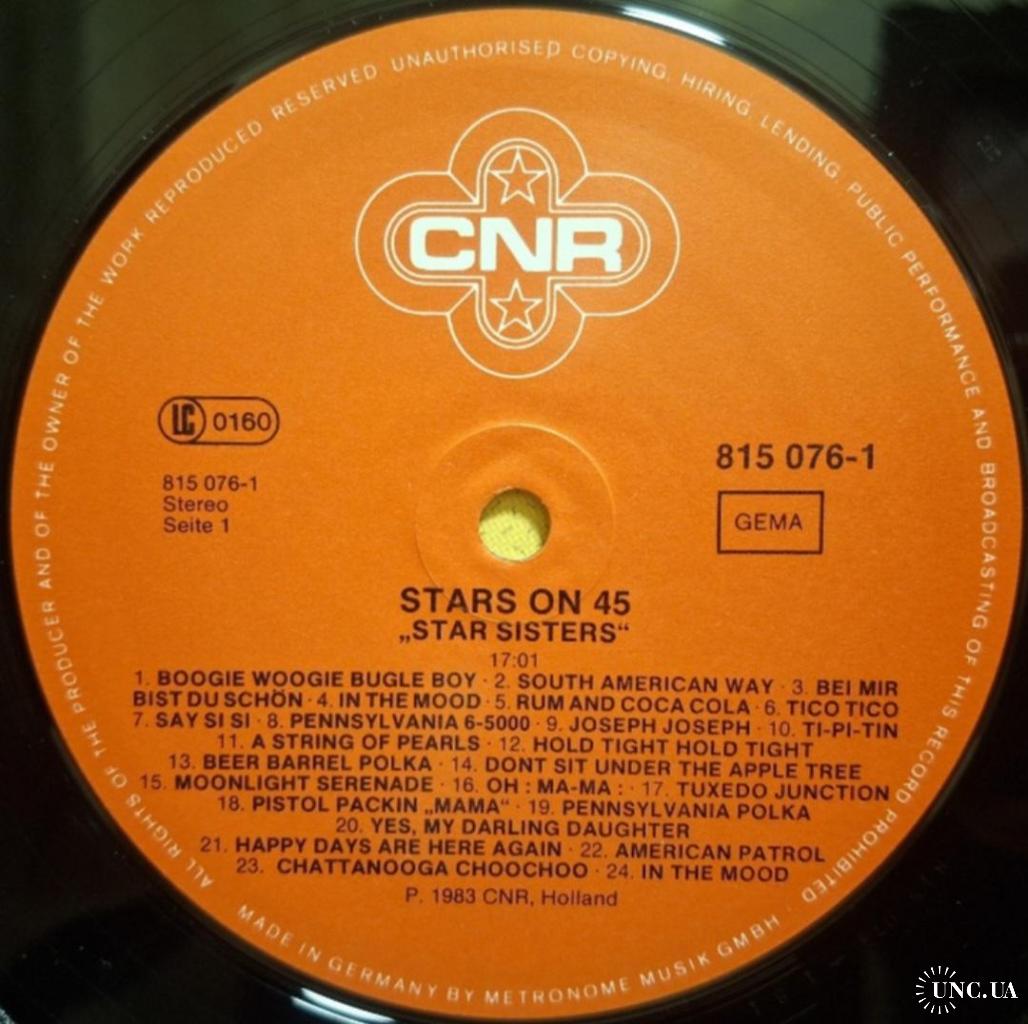 ALL RIGHTS OF THE PRODUCER AND OF THE OWNER OF THE WORK REPRODUCED RESERVED UNAUTHORISED COPYING, HIRING, LENDING, PUBLIC PERFORMANCE AND BROADCASTING OF THIS RECORD PROHIBITED ·
CNR
LC 0160
815 076-1
Stereo
Seite 1
815 076-1
GEMA
STARS ON 45
„STAR SISTERS“
17:01
1. BOOGIE WOOGIE BUGLE BOY · 2. SOUTH AMERICAN WAY · 3. BEI MIR
BIST DU SCHÖN · 4. IN THE MOOD · 5. RUM AND COCA COLA · 6. TICO TICO
7. SAY SI SI · 8. PENNSYLVANIA 6-5000 · 9. JOSEPH JOSEPH · 10. TI-PI-TIN
11. A STRING OF PEARLS · 12. HOLD TIGHT HOLD TIGHT
13. BEER BARREL POLKA · 14. DONT SIT UNDER THE APPLE TREE
15. MOONLIGHT SERENADE · 16. OH : MA-MA : · 17. TUXEDO JUNCTION
18. PISTOL PACKIN „MAMA“ · 19. PENNSYLVANIA POLKA
20. YES, MY DARLING DAUGHTER
21. HAPPY DAYS ARE HERE AGAIN · 22. AMERICAN PATROL
23. CHATTANOOGA CHOOCHOO · 24. IN THE MOOD
P. 1983 CNR, Holland
MADE IN GERMANY BY METRONOME MUSIK GMBH
UNC.UA